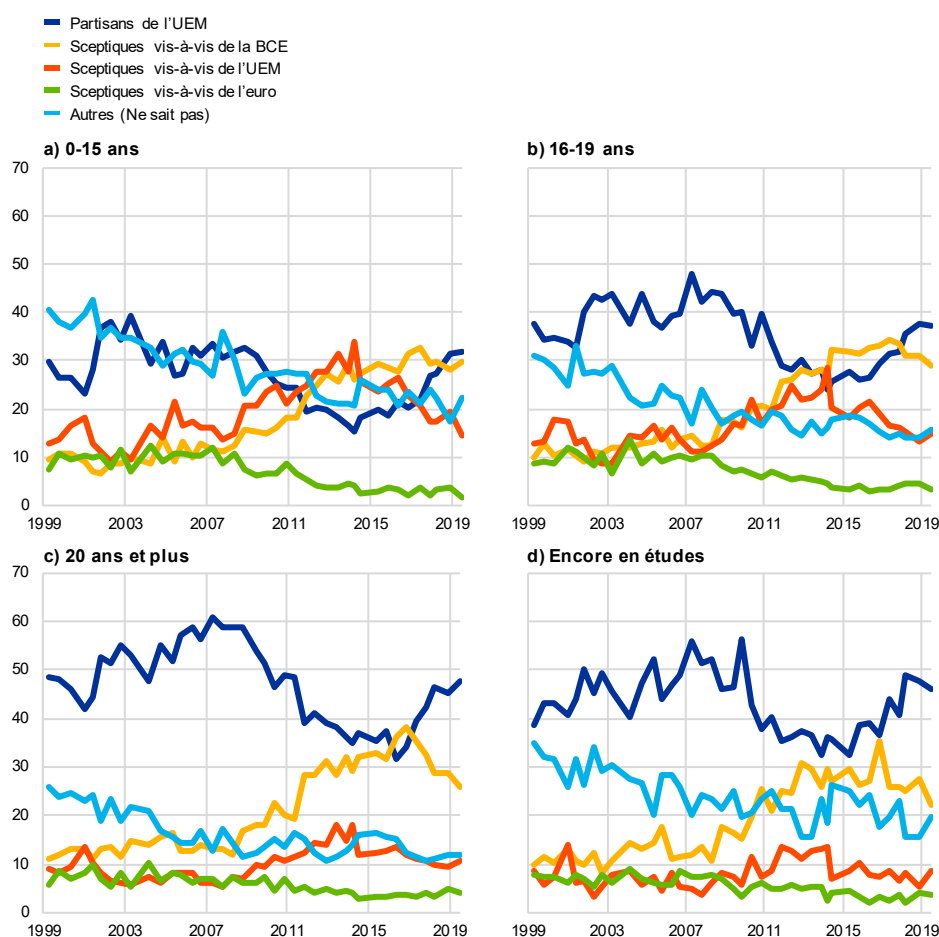 Partisans de l'UEM
Sceptiques vis-à-vis de la BCE
Sceptiques vis-à-vis de l'UEM
Sceptiques vis-à-vis de l'euro
Autres (Ne sait pas)
a) 0-15 ans
70
60
50
40
30
20
10
0
1999 2003 2007 2011 2015 2019
b) 16-19 ans
1999 2003 2007 2011 2015 2019
c) 20 ans et plus
70
60
50
40
30
20
10
0
1999 2003 2007 2011 2015 2019
d) Encore en études
1999 2003 2007 2011 2015 2019